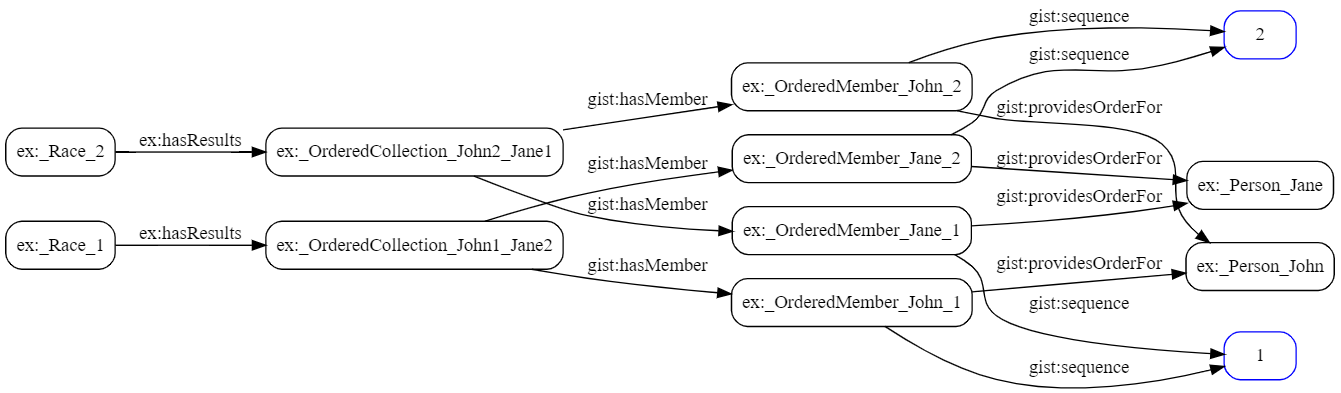 gist:sequence
2
gist:sequence
ex:_OrderedMember_John_2
gist:hasMember
gist:providesOrderFor
ex:_Race_2
ex:hasResults
ex:_OrderedCollection_John2_Jane1
gist:hasMember
ex:_OrderedMember_Jane_2
gist:providesOrderFor
ex:_Person_Jane
gist:hasMember
gist:providesOrderFor
ex:_Race_1
ex:hasResults
ex:_OrderedCollection_John1_Jane2
ex:_OrderedMember_Jane_1
gist:hasMember
gist:providesOrderFor
ex:_Person_John
ex:_OrderedMember_John_1
gist:sequence
1
gist:sequence